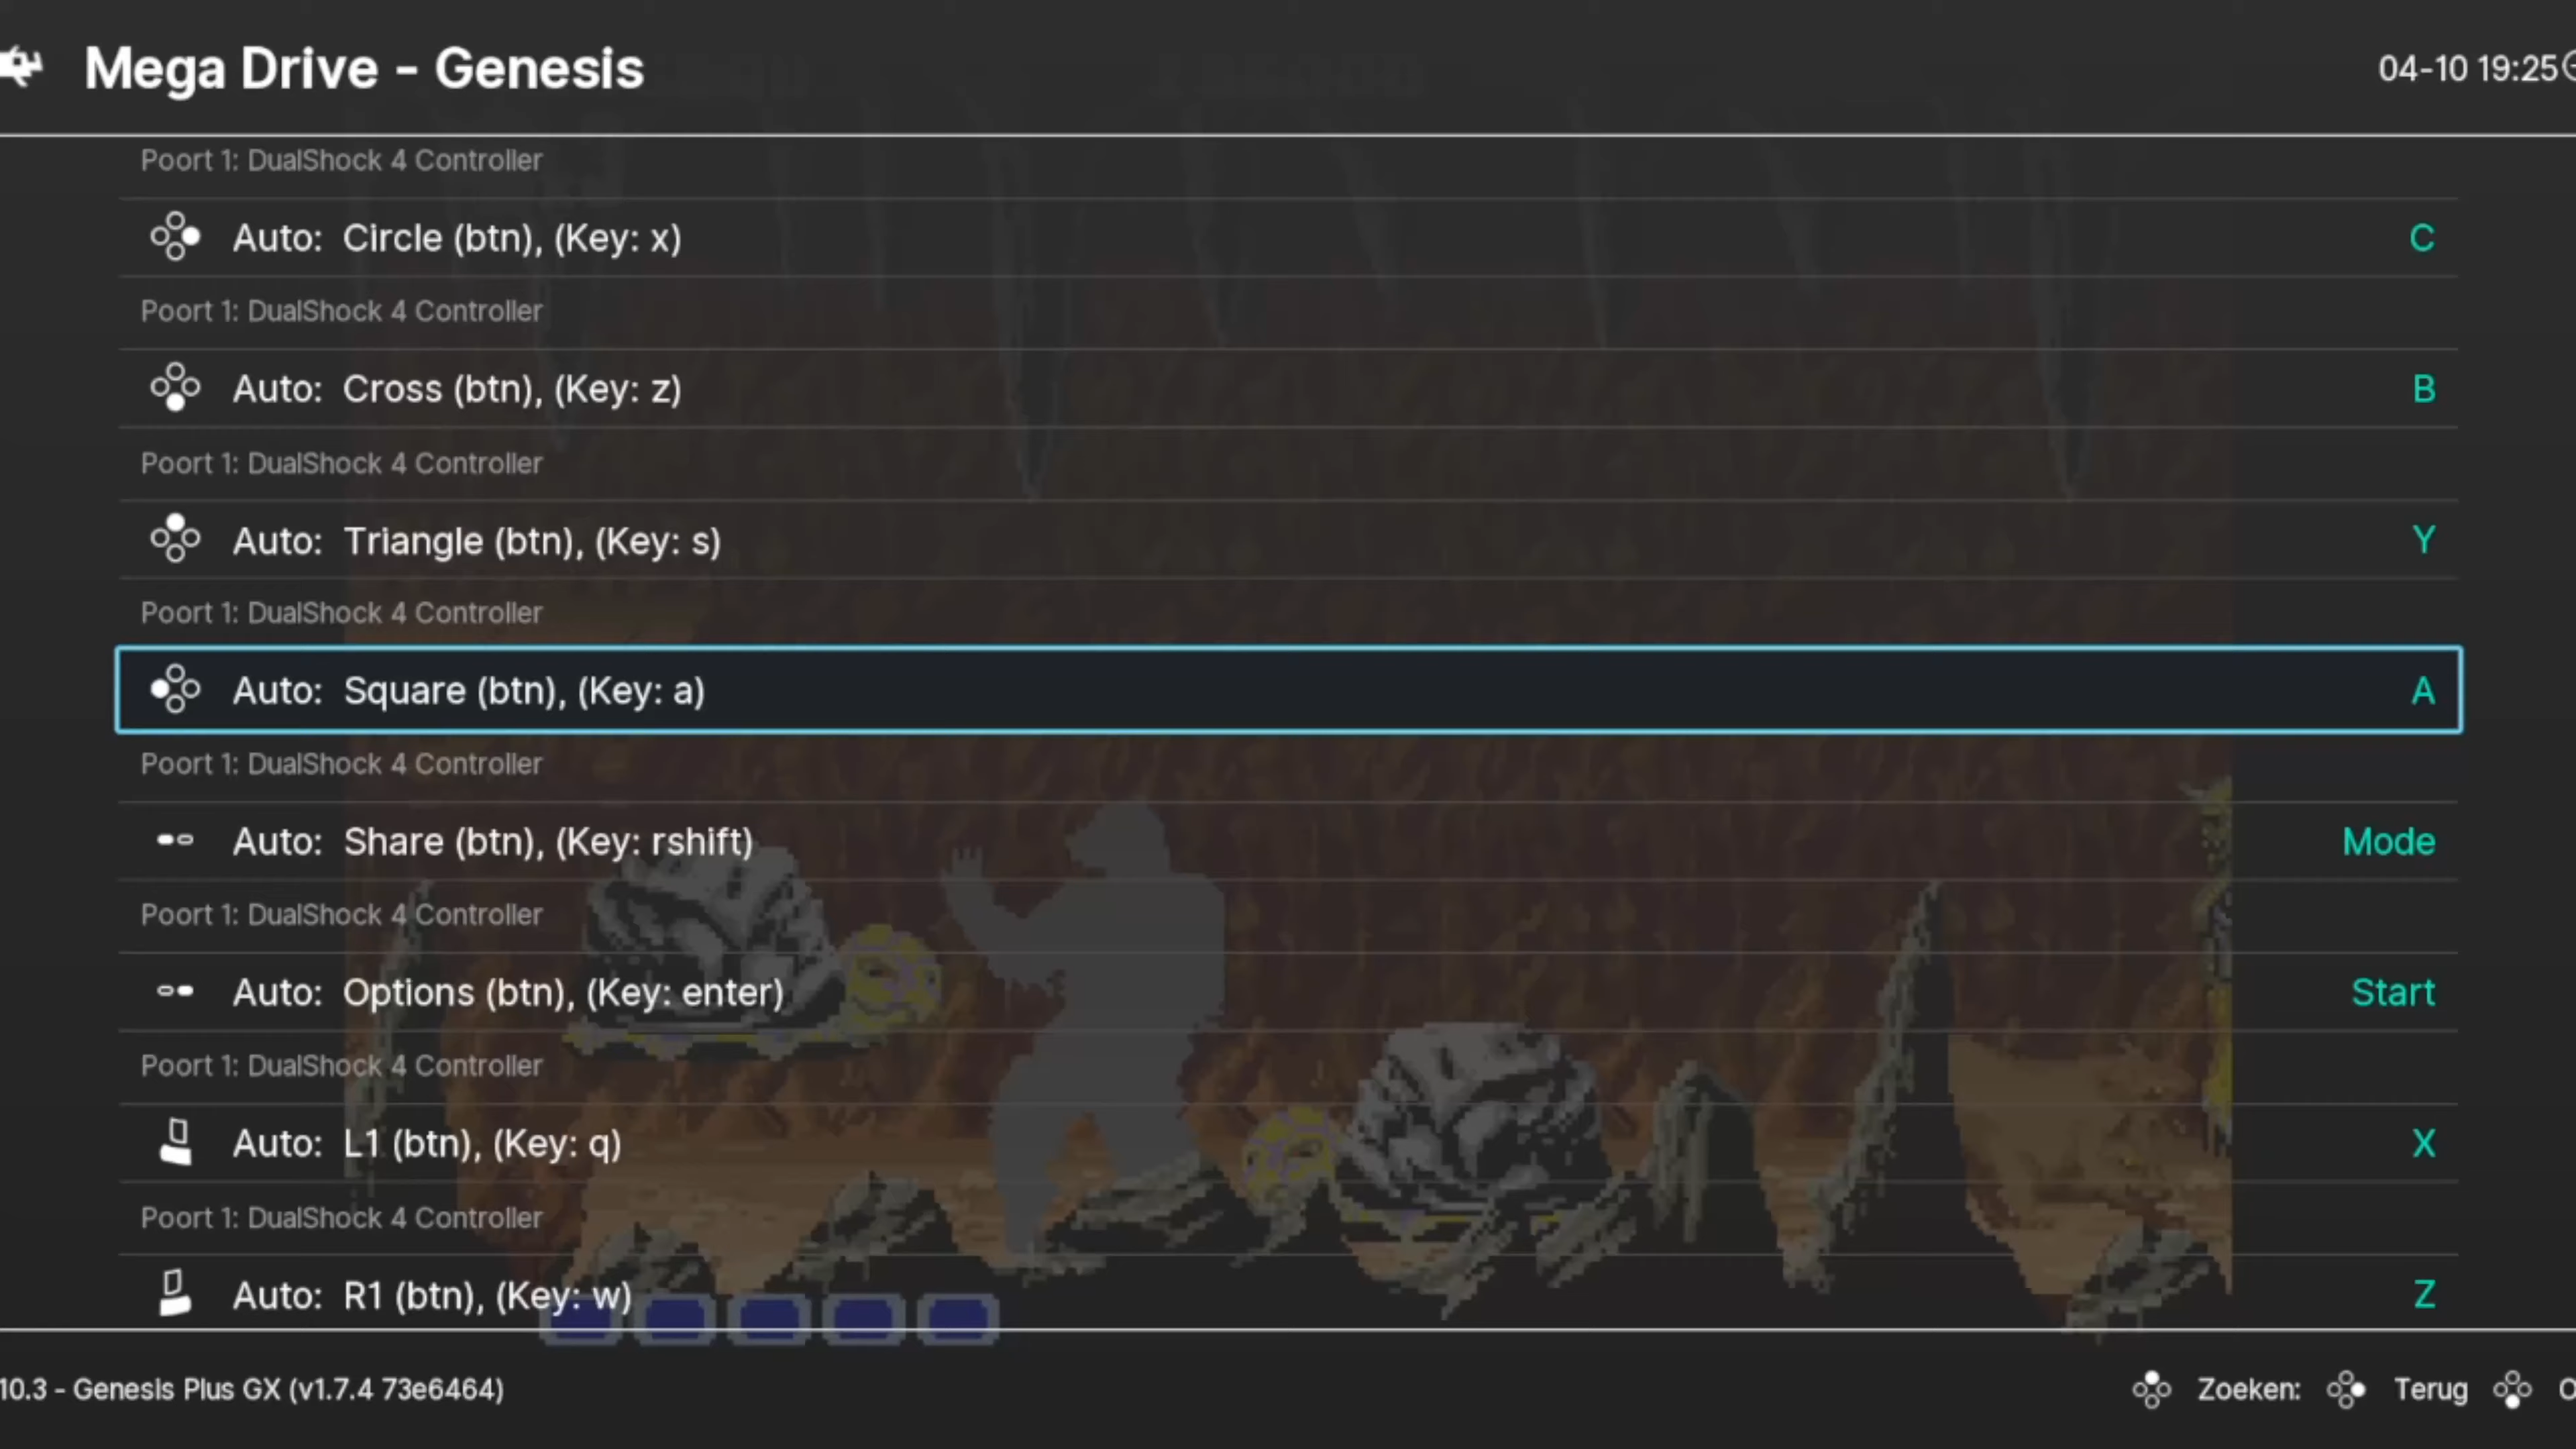 Mega Drive - Genesis
04-10 19:25
Poort 1: DualShock 4 Controller
Auto: Circle (btn), (Key: x) C
Poort 1: DualShock 4 Controller
Auto: Cross (btn), (Key: z) B
Poort 1: DualShock 4 Controller
Auto: Triangle (btn), (Key: s) Y
Poort 1: DualShock 4 Controller
Auto: Square (btn), (Key: a) A
Poort 1: DualShock 4 Controller
Auto: Share (btn), (Key: rshift) Mode
Poort 1: DualShock 4 Controller
Auto: Options (btn), (Key: enter) Start
Poort 1: DualShock 4 Controller
Auto: L1 (btn), (Key: q) X
Poort 1: DualShock 4 Controller
Auto: R1 (btn), (Key: w) Z
10.3 - Genesis Plus GX (v1.7.4 73e6464)
Zoeken: Terug